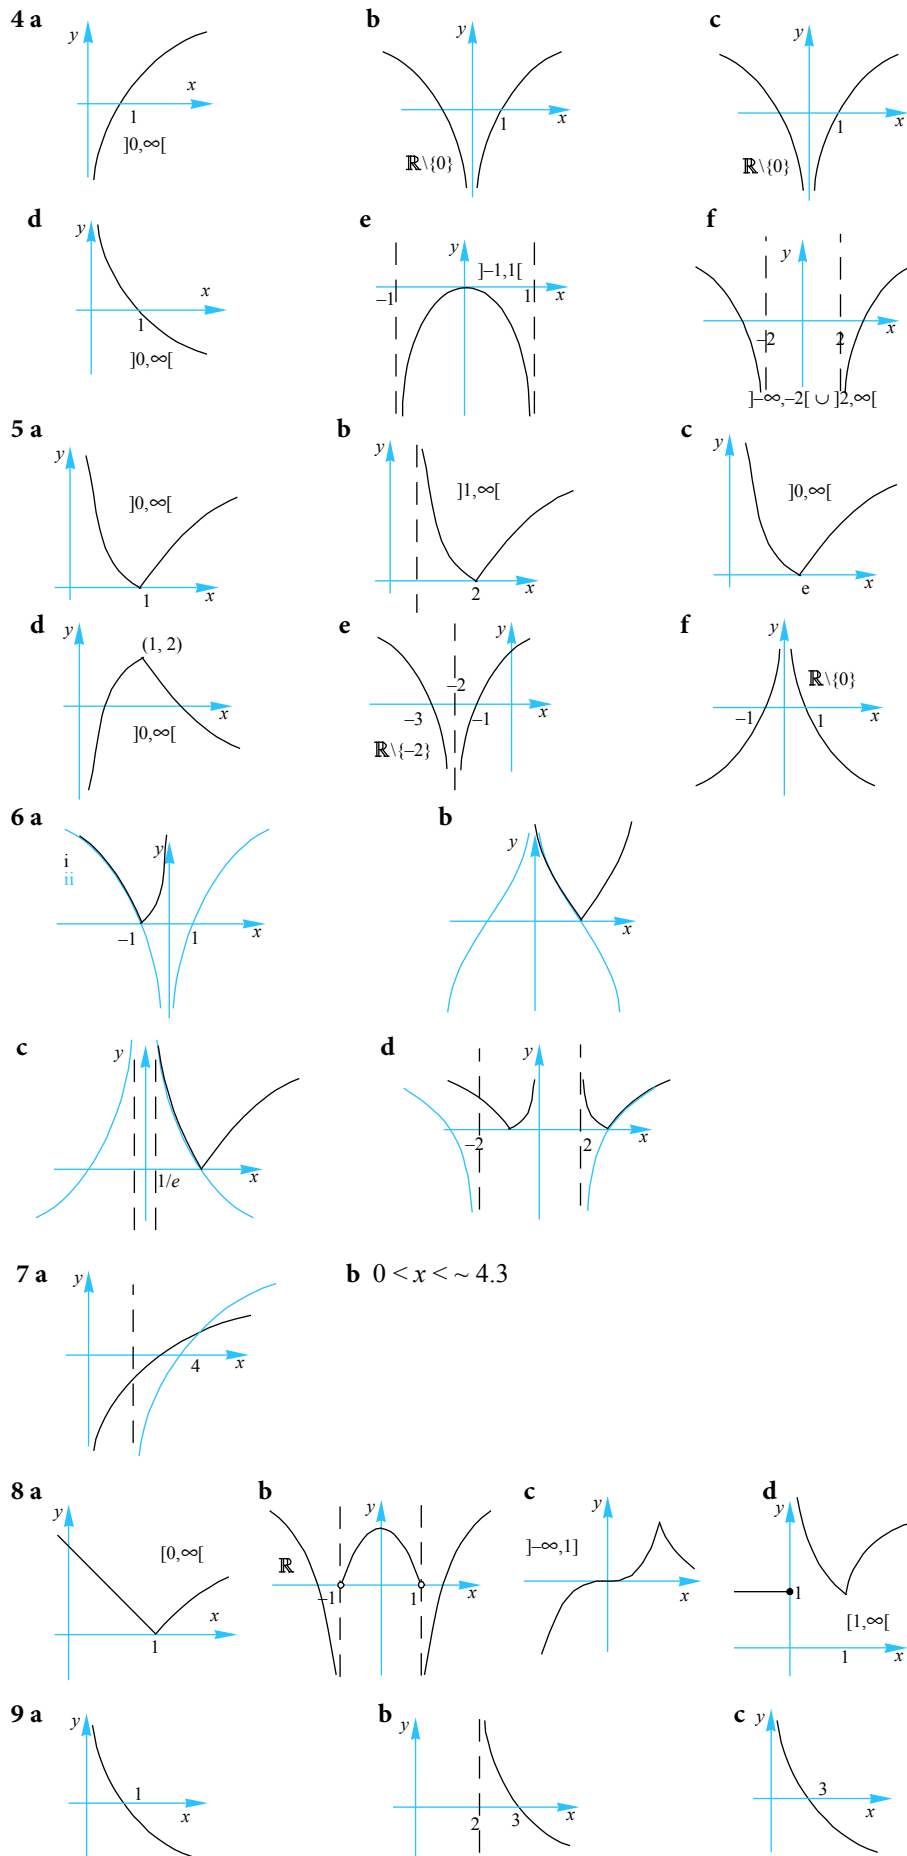 4 a
y
x
1
]0,∞[
b
y
1
x
ℝ\{0}
c
y
1
x
ℝ\{0}
d
y
x
1
]0,∞[
e
y
]–1,1[
–1
1
x
f
y
–2
2
x
]–∞,–2[ ∪ ]2,∞[
5 a
y
]0,∞[
1
x
b
y
]1,∞[
2
x
c
y
]0,∞[
e
x
d
y
(1, 2)
x
]0,∞[
e
y
–2
–3
–1
x
ℝ\{–2}
f
y
ℝ\{0}
–1
1
x
6 a
i
ii
y
–1
1
x
b
y
x
c
y
1/e
x
d
y
–2
2
x
7 a
y
4
x
b 0 < x < ~ 4.3
8 a
y
[0,∞[
x
1
b
y
ℝ
–1
1
x
c
y
]–∞,1]
x
d
y
1
[1,∞[
1
x
9 a
y
1
x
b
y
2
3
x
c
y
3
x